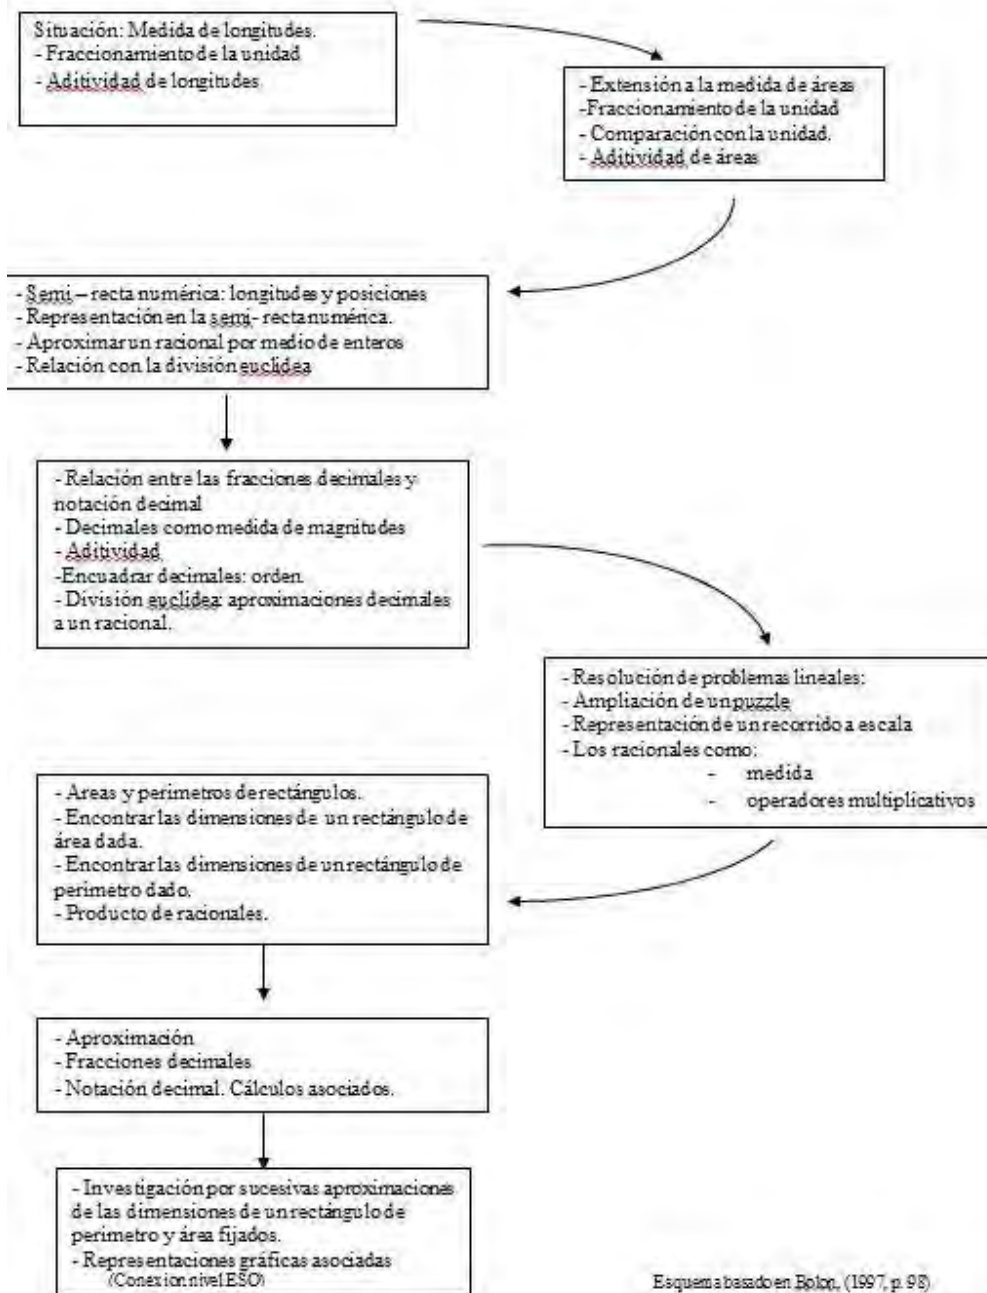 Situación: Medida de longitudes.
- Fraccionamiento de la unidad
- Aditividad de longitudes
- Extensión a la medida de áreas
-Fraccionamiento de la unidad
- Comparación con la unidad.
- Aditividad de áreas
- Semi – recta numérica: longitudes y posiciones
- Representación en la semi- recta numérica.
- Aproximar un racional por medio de enteros
- Relación con la división euclidea
- Relación entre las fracciones decimales y
notación decimal
- Decimales como medida de magnitudes
- Aditividad
-Encuadrar decimales: orden
- División euclidea: aproximaciones decimales
a un racional.
- Resolución de problemas lineales:
- Ampliación de un puzzle
- Representación de un recorrido a escala
- Los racionales como:
- medida
- operadores multiplicativos
- Areas y perimetros de rectángulos.
- Encontrar las dimensiones de un rectángulo de
área dada.
- Encontrar las dimensiones de un rectángulo de
perimetro dado.
- Producto de racionales.
- Aproximación
- Fracciones decimales
- Notación decimal. Cálculos asociados.
- Investigación por sucesivas aproximaciones
de las dimensiones de un rectángulo de
perimetro y área fijados.
- Representaciones gráficas asociadas
(Conexion nivel ESO)
Esquema basado en Bolon, (1997, p. 98)